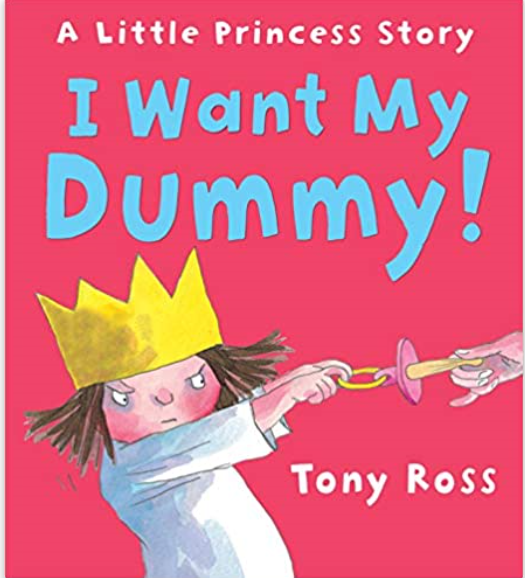 A Little Princess Story
I Want My
Dummy!
Tony Ross